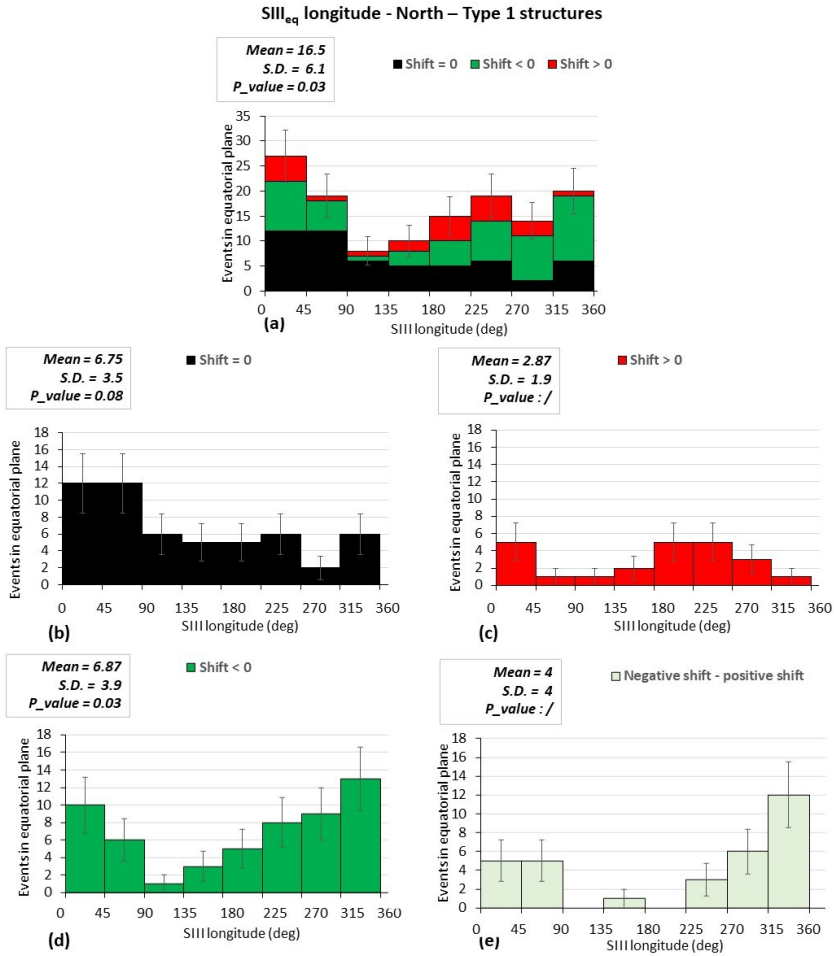 SIIIeq longitude - North – Type 1 structures
Mean = 16.5
S.D. = 6.1
P_value = 0.03
Shift = 0 Shift < 0 Shift > 0
Events in equatorial plane
35
30
25
20
15
10
5
0
0 45 90 135 180 225 270 315 360
(a) SIII longitude (deg)
Mean = 6.75
S.D. = 3.5
P_value = 0.08
Shift = 0
Events in equatorial plane
18
16
14
12
10
8
6
4
2
0
0 45 90 135 180 225 270 315 360
(b) SIII longitude (deg)
Mean = 2.87
S.D. = 1.9
P_value : /
Shift > 0
Events in equatorial plane
18
16
14
12
10
8
6
4
2
0
0 45 90 135 180 225 270 315 360
(c) SIII longitude (deg)
Mean = 6.87
S.D. = 3.9
P_value = 0.03
Shift < 0
Events in equatorial plane
18
16
14
12
10
8
6
4
2
0
0 45 90 135 180 225 270 315 360
(d) SIII longitude (deg)
Mean = 4
S.D. = 4
P_value : /
Negative shift - positive shift
Events in equatorial plane
18
16
14
12
10
8
6
4
2
0
0 45 90 135 180 225 270 315 360
(e) SIII longitude (deg)